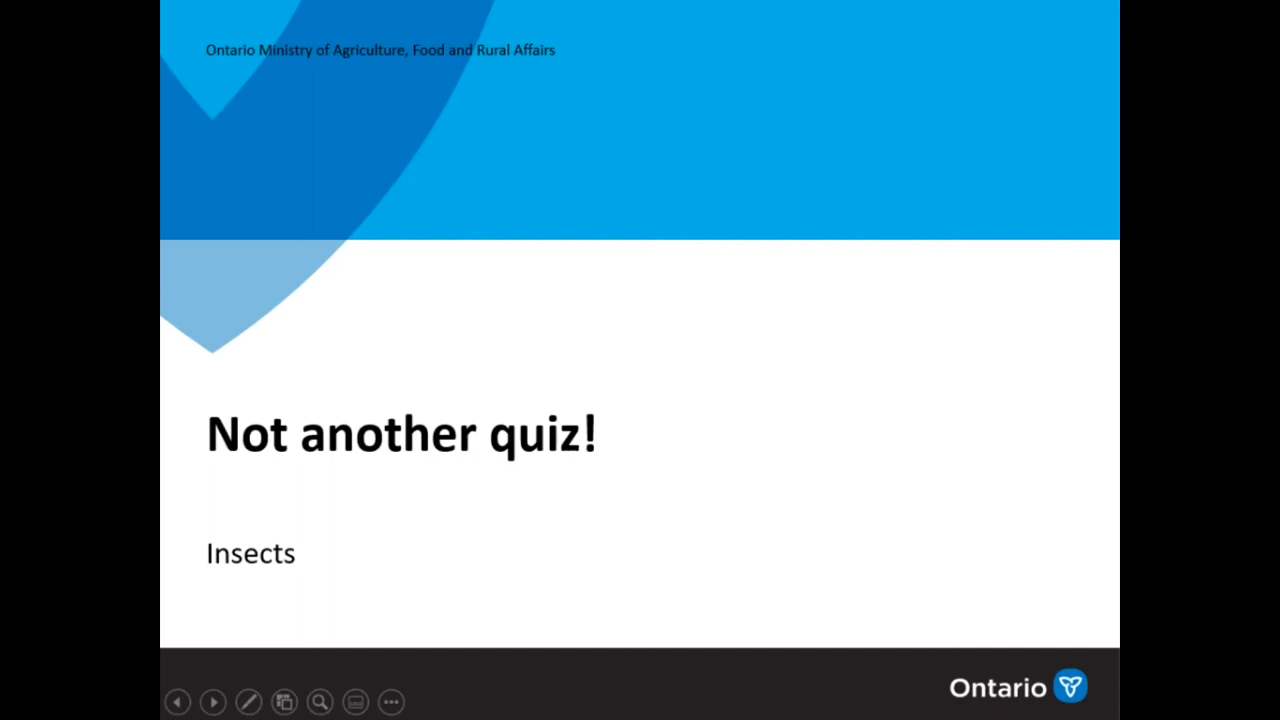 Ontario Ministry of Agriculture, Food and Rural Affairs
Not another quiz!
Insects
Ontario